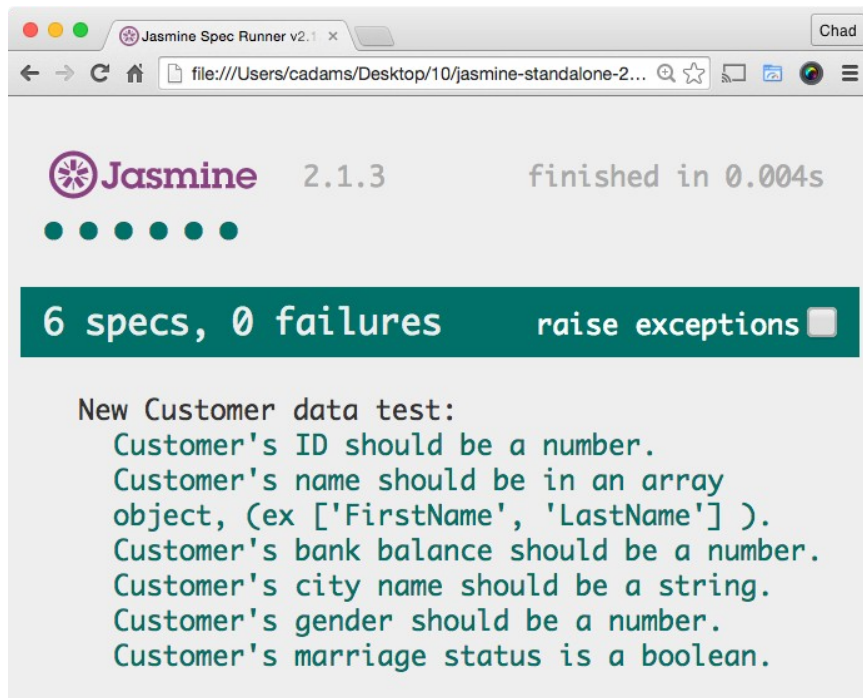 Jasmine Spec Runner v2.1
Chad
file:///Users/cadams/Desktop/10/jasmine-standalone-2...
Jasmine 2.1.3 finished in 0.004s
6 specs, 0 failures raise exceptions
New Customer data test:
Customer's ID should be a number.
Customer's name should be in an array
object, (ex ['FirstName', 'LastName'] ).
Customer's bank balance should be a number.
Customer's city name should be a string.
Customer's gender should be a number.
Customer's marriage status is a boolean.